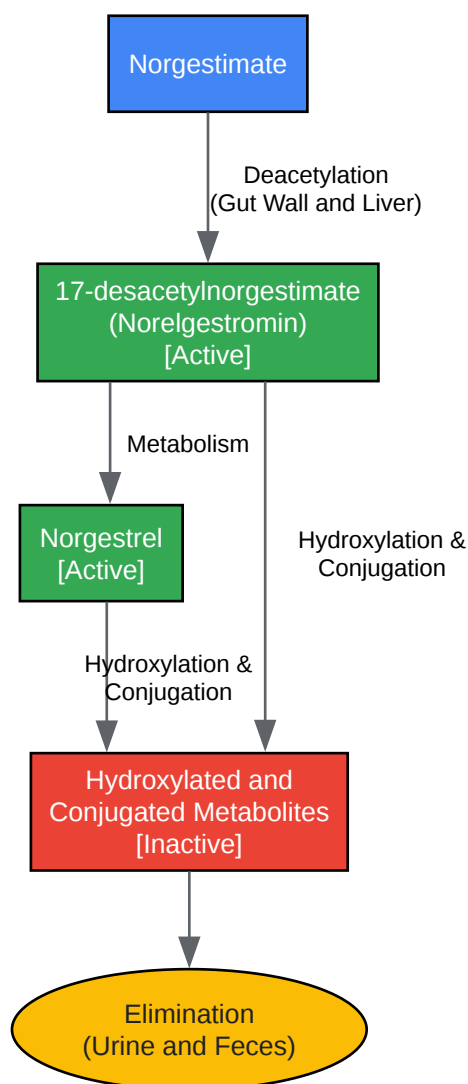 Norgestimate
Deacetylation
(Gut Wall and Liver)
17-desacetylnorgestimate
(Norelgestromin)
[Active]
Metabolism
Norgestrel
[Active]
Hydroxylation &
Conjugation
Hydroxylation &
Conjugation
Hydroxylated and
Conjugated Metabolites
[Inactive]
Elimination
(Urine and Feces)